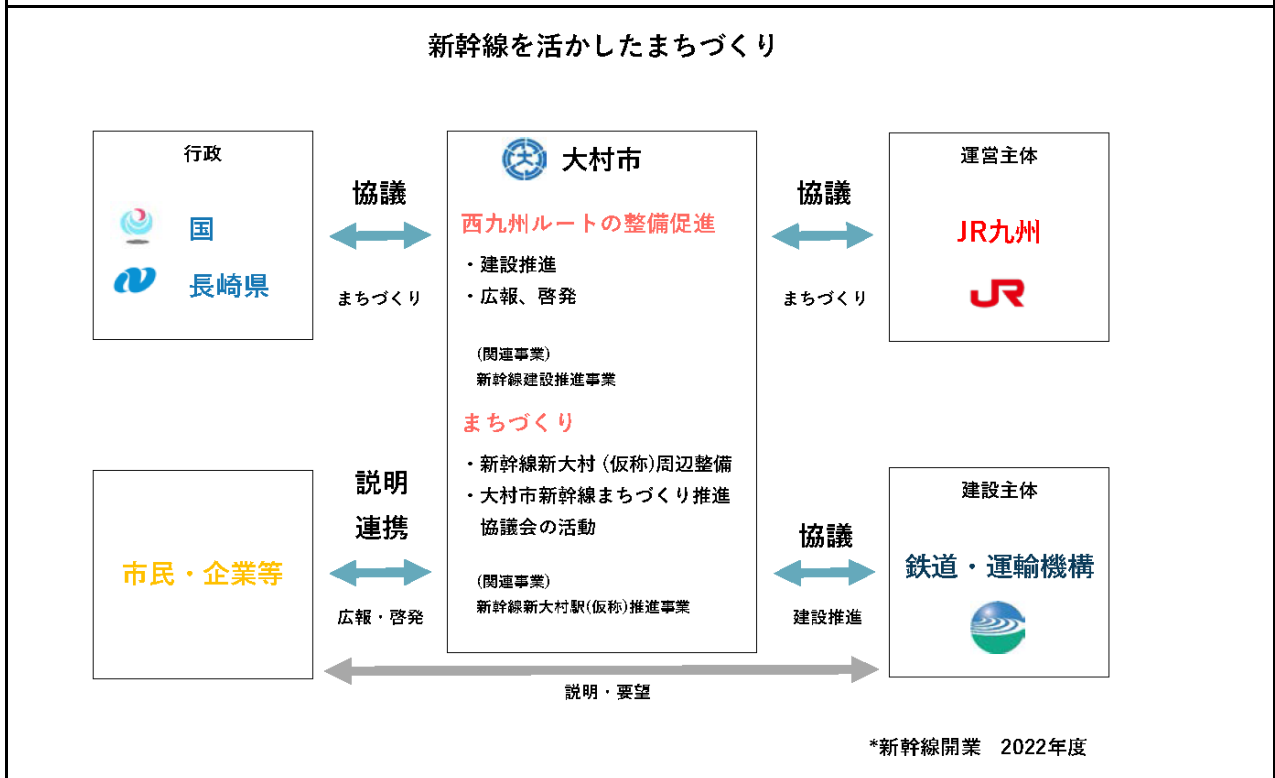 新幹線を活かしたまちづくり
行政
国
長崎県
協議
まちづくり
大村市
西九州ルートの整備促進
・建設推進
・広報、啓発
(関連事業)
新幹線建設推進事業
まちづくり
・新幹線新大村(仮称)周辺整備
・大村市新幹線まちづくり推進
協議会の活動
(関連事業)
新幹線新大村駅(仮称)推進事業
協議
まちづくり
運営主体
JR九州
JR
市民・企業等
説明
連携
広報・啓発
協議
建設推進
建設主体
鉄道・運輸機構
説明・要望
*新幹線開業 2022年度